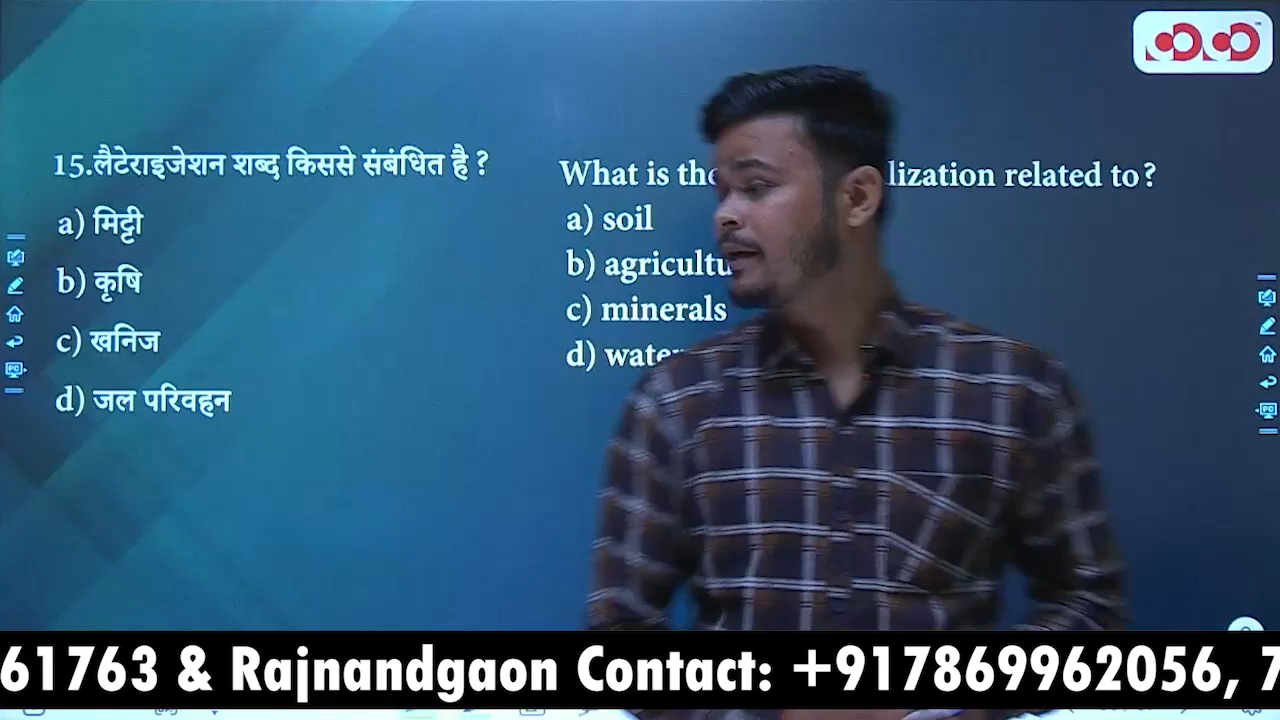 15.लैटेराइजेशन शब्द किससे संबंधित है ?
a) मिट्टी
b) कृषि
c) खनिज
d) जल परिवहन
What is the lization related to?
a) soil
b) agricultu
c) minerals
d) water
61763 & Rajnandgaon Contact: +917869962056, 7